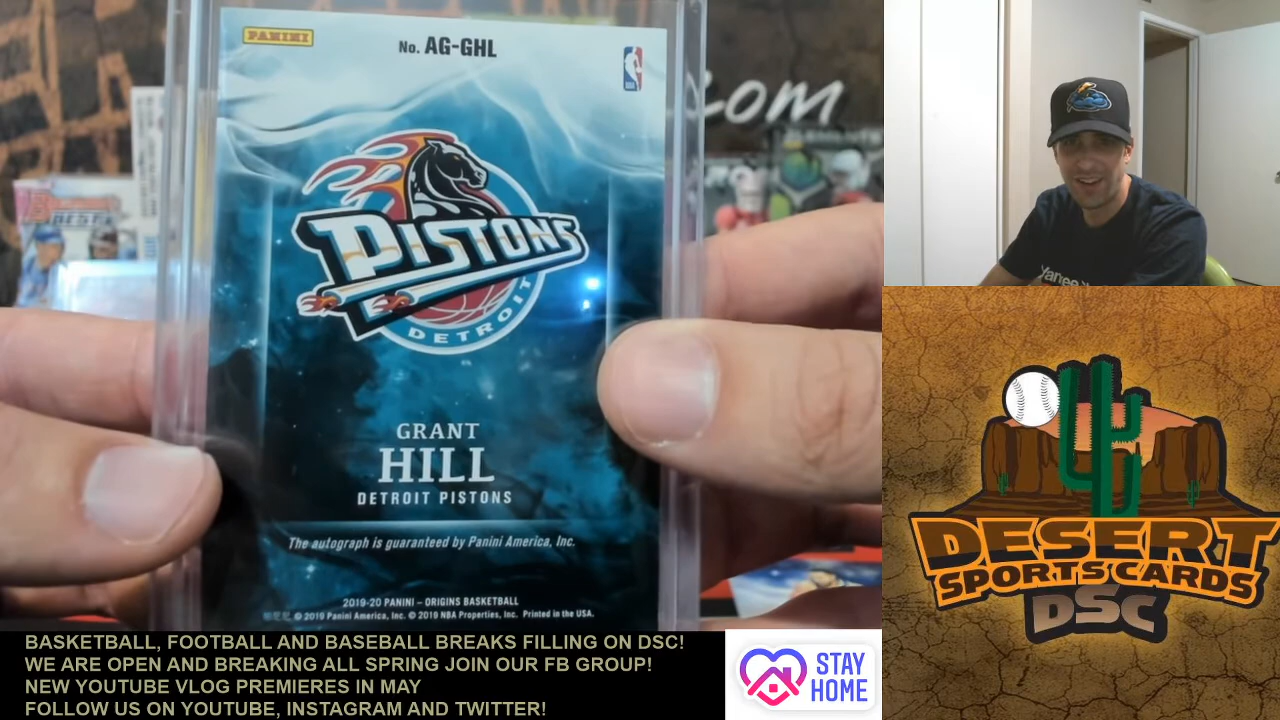 PANINI
No. AG-GHL
NBA
PISTONS
DETROIT
GRANT
HILL
DETROIT PISTONS
The autograph is guaranteed by Panini America, Inc.
2019-20 PANINI – ORIGINS BASKETBALL
© 2019 Panini America, Inc. © 2019 NBA Properties, Inc. Printed in the USA.
.com
DESERT
SPORTS CARDS
DSC
BASKETBALL, FOOTBALL AND BASEBALL BREAKS FILLING ON DSC!
WE ARE OPEN AND BREAKING ALL SPRING JOIN OUR FB GROUP!
NEW YOUTUBE VLOG PREMIERES IN MAY
FOLLOW US ON YOUTUBE, INSTAGRAM AND TWITTER!
STAY
HOME